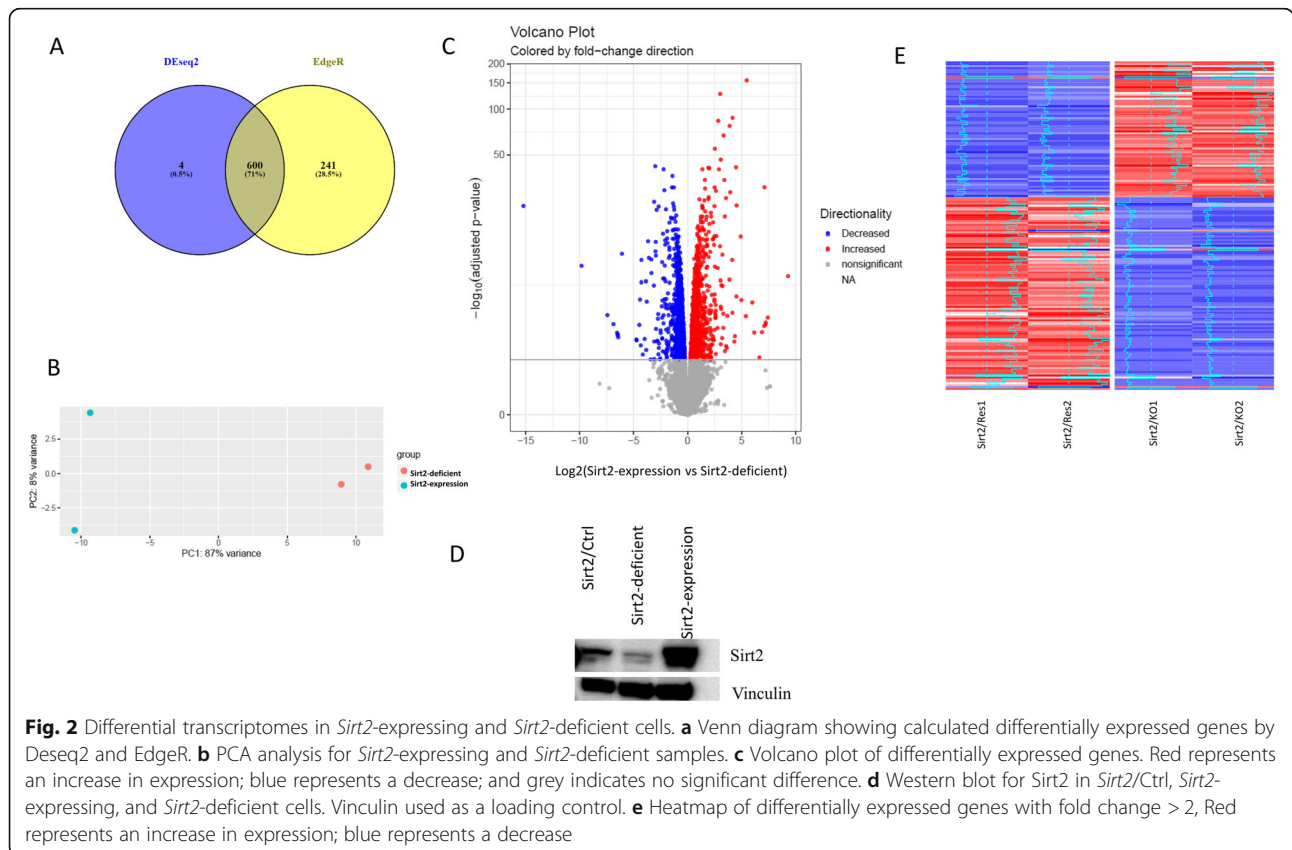 A
DEseq2
EdgeR
4
(0.5%)
600
(71%)
241
(28.5%)
B
PC2: 8% variance
2.5
0.0
-2.5
-10
-5
0
5
10
PC1: 87% variance
group
Sirt2-deficient
Sirt2-expression
C
Volcano Plot
Colored by fold-change direction
−log10(adjusted p-value)
200
150
100
50
0
-15
-10
-5
0
5
10
Log2(Sirt2-expression vs Sirt2-deficient)
Directionality
Decreased
Increased
nonsignificant
NA
D
Sirt2/Ctrl
Sirt2-deficient
Sirt2-expression
Sirt2
Vinculin
E
Sirt2/Res1
Sirt2/Res2
Sirt2/KO1
Sirt2/KO2
Fig. 2 Differential transcriptomes in Sirt2-expressing and Sirt2-deficient cells. a Venn diagram showing calculated differentially expressed genes by
Deseq2 and EdgeR. b PCA analysis for Sirt2-expressing and Sirt2-deficient samples. c Volcano plot of differentially expressed genes. Red represents
an increase in expression; blue represents a decrease; and grey indicates no significant difference. d Western blot for Sirt2 in Sirt2/Ctrl, Sirt2-
expressing, and Sirt2-deficient cells. Vinculin used as a loading control. e Heatmap of differentially expressed genes with fold change > 2, Red
represents an increase in expression; blue represents a decrease